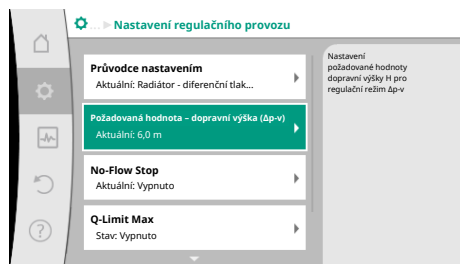 ... Nastavení regulačního provozu
Průvodce nastavením
Aktuální: Radiátor - diferenční tlak...
Požadovaná hodnota – dopravní výška (Δp-v)
Aktuální: 6,0 m
No-Flow Stop
Aktuální: Vypnuto
Q-Limit Max
Stav: Vypnuto
Nastavení
požadované hodnoty
dopravní výšky H pro
regulační režim Δp-v